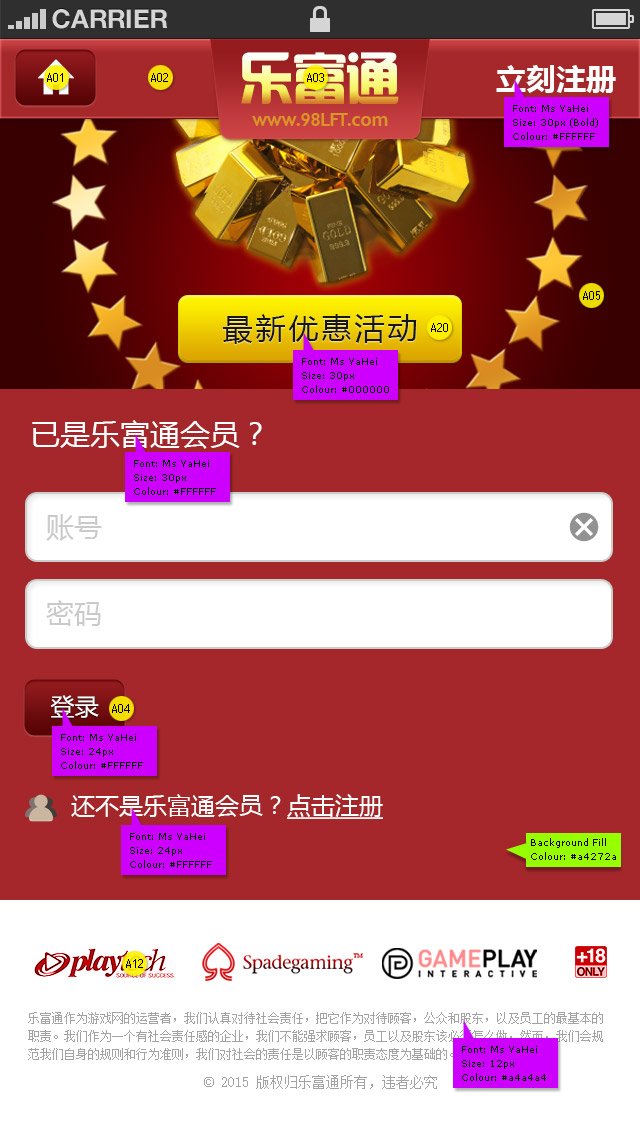 CARRIER
A01
A02
乐富通
A03
www.98LFT.com
立刻注册
Font: Ms YaHei
Size: 30px (Bold)
Colour: #FFFFFF
A05
最新优惠活动
A20
Font: Ms YaHei
Size: 30px
Colour: #000000
已是乐富通会员？
Font: Ms YaHei
Size: 30px
Colour: #FFFFFF
账号
密码
登录
A04
Font: Ms YaHei
Size: 24px
Colour: #FFFFFF
还不是乐富通会员？点击注册
Font: Ms YaHei
Size: 24px
Colour: #FFFFFF
Background Fill
Colour: #a4272a
playtech
SOURCE OF SUCCESS
A12
Spadegaming™
GAMEPLAY
INTERACTIVE
+18
ONLY
乐富通作为游戏网的运营者，我们认真对待社会责任，把它作为对待顾客，公众和股东，以及员工的最基本的
职责。我们作为一个有社会责任感的企业，我们不能强求顾客，员工以及股东该必须怎么做，然而，我们会规
范我们自身的规则和行为准则，我们对社会的责任是以顾客的职责态度为基础的。
Font: Ms YaHei
Size: 12px
Colour: #a4a4a4
© 2015 版权归乐富通所有，违者必究